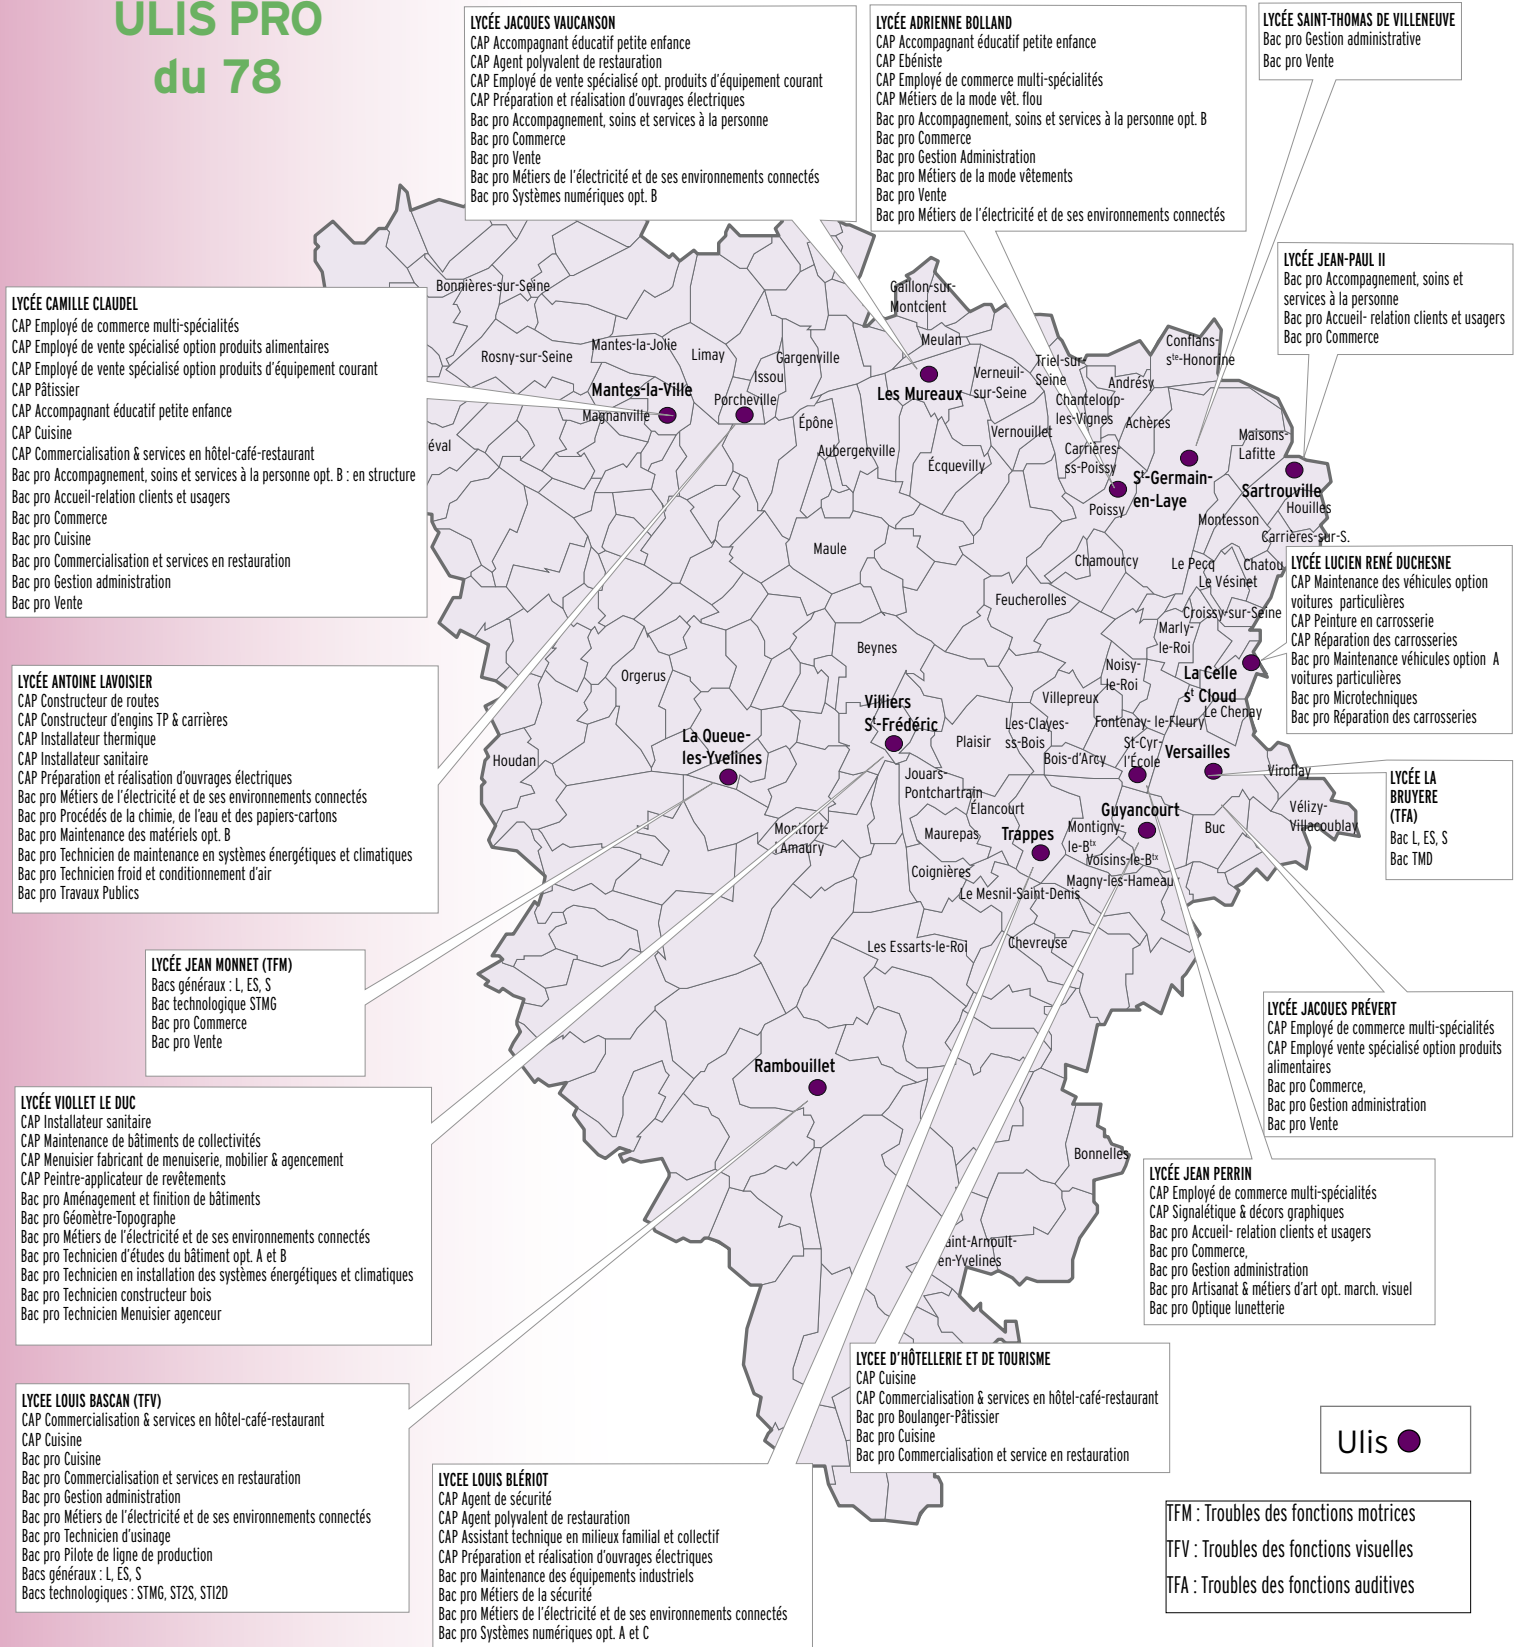 ULIS PRO
du 78
LYCÉE JACQUES VAUCANSON
CAP Accompagnant éducatif petite enfance
CAP Agent polyvalent de restauration
CAP Employé de vente spécialisé opt. produits d'équipement courant
CAP Préparation et réalisation d'ouvrages électriques
Bac pro Accompagnement, soins et services à la personne
Bac pro Commerce
Bac pro Vente
Bac pro Métiers de l'électricité et de ses environnements connectés
Bac pro Systèmes numériques opt. B
LYCÉE ADRIENNE BOLLAND
CAP Accompagnant éducatif petite enfance
CAP Ebéniste
CAP Employé de commerce multi-spécialités
CAP Métiers de la mode vêt. flou
Bac pro Accompagnement, soins et services à la personne opt. B
Bac pro Commerce
Bac pro Gestion Administration
Bac pro Métiers de la mode vêtements
Bac pro Vente
Bac pro Métiers de l'électricité et de ses environnements connectés
LYCÉE SAINT-THOMAS DE VILLENEUVE
Bac pro Gestion administrative
Bac pro Vente
LYCÉE JEAN-PAUL II
Bac pro Accompagnement, soins et
services à la personne
Bac pro Accueil- relation clients et usagers
Bac pro Commerce
LYCÉE CAMILLE CLAUDEL
CAP Employé de commerce multi-spécialités
CAP Employé de vente spécialisé option produits alimentaires
CAP Employé de vente spécialisé option produits d'équipement courant
CAP Pâtissier
CAP Accompagnant éducatif petite enfance
CAP Cuisine
CAP Commercialisation & services en hôtel-café-restaurant
Bac pro Accompagnement, soins et services à la personne opt. B : en structure
Bac pro Accueil-relation clients et usagers
Bac pro Commerce
Bac pro Cuisine
Bac pro Commercialisation et services en restauration
Bac pro Gestion administration
Bac pro Vente
Bonnières-sur-Seine
Gaillon-sur-
Montcient
Rosny-sur-Seine
Mantes-la-Jolie
Limay
Gargenville
Issou
Meulan
Triel-sur-
Seine
Conflans-
ste-Honorine
Andrésy
Mantes-la-Ville
Porcheville
Magnanville
Les Mureaux
Verneuil-
sur-Seine
Chanteloup-
les-Vignes
Achères
Épône
Aubergenville
Écquevilly
Vernouillet
Carrières-
ss-Poissy
Maisons-
Lafitte
éval
St-Germain-
en-Laye
Poissy
Sartrouville
Houilles
Montesson
Carrières-sur-S.
Maule
Chamourcy
Le Pecq
Chatou
Le Vésinet
Feucherolles
Croissy-sur-Seine
Marly-
le-Roi
LYCÉE LUCIEN RENÉ DUCHESNE
CAP Maintenance des véhicules option
voitures particulières
CAP Peinture en carrosserie
CAP Réparation des carrosseries
Bac pro Maintenance véhicules option A
voitures particulières
Bac pro Microtechniques
Bac pro Réparation des carrosseries
Beynes
Orgerus
Noisy-
le-Roi
La Celle
st Cloud
Villepreux
Villiers
St-Frédéric
Les-Clayes-
ss-Bois
Fontenay- le-Fleury
Le Chenay
La Queue-
les-Yvelines
Plaisir
Bois-d'Arcy
St-Cyr-
l'École
Versailles
Viroflay
Houdan
Jouars-
Pontchartrain
Élancourt
Guyancourt
Vélizy-
Villacoublay
Montfort-
l'Amaury
Maurepas
Trappes
Montigny-
le-Btx
Voisins-le-Btx
Buc
Coignières
Magny-les-Hameau
Le Mesnil-Saint-Denis
Les Essarts-le-Roi
Chevreuse
Rambouillet
Bonnelles
aint-Arnoult-
en-Yvelines
LYCÉE ANTOINE LAVOISIER
CAP Constructeur de routes
CAP Constructeur d'engins TP & carrières
CAP Installateur thermique
CAP Installateur sanitaire
CAP Préparation et réalisation d'ouvrages électriques
Bac pro Métiers de l'électricité et de ses environnements connectés
Bac pro Procédés de la chimie, de l'eau et des papiers-cartons
Bac pro Maintenance des matériels opt. B
Bac pro Technicien de maintenance en systèmes énergétiques et climatiques
Bac pro Technicien froid et conditionnement d'air
Bac pro Travaux Publics
LYCÉE LA
BRUYERE
(TFA)
Bac L, ES, S
Bac TMD
LYCÉE JEAN MONNET (TFM)
Bacs généraux : L, ES, S
Bac technologique STMG
Bac pro Commerce
Bac pro Vente
LYCÉE JACQUES PRÉVERT
CAP Employé de commerce multi-spécialités
CAP Employé vente spécialisé option produits
alimentaires
Bac pro Commerce,
Bac pro Gestion administration
Bac pro Vente
LYCÉE VIOLLET LE DUC
CAP Installateur sanitaire
CAP Maintenance de bâtiments de collectivités
CAP Menuisier fabricant de menuiserie, mobilier & agencement
CAP Peintre-applicateur de revêtements
Bac pro Aménagement et finition de bâtiments
Bac pro Géomètre-Topographe
Bac pro Métiers de l'électricité et de ses environnements connectés
Bac pro Technicien d'études du bâtiment opt. A et B
Bac pro Technicien en installation des systèmes énergétiques et climatiques
Bac pro Technicien constructeur bois
Bac pro Technicien Menuisier agenceur
LYCÉE JEAN PERRIN
CAP Employé de commerce multi-spécialités
CAP Signalétique & décors graphiques
Bac pro Accueil- relation clients et usagers
Bac pro Commerce,
Bac pro Gestion administration
Bac pro Artisanat & métiers d'art opt. march. visuel
Bac pro Optique lunetterie
LYCEE D'HÔTELLERIE ET DE TOURISME
CAP Cuisine
CAP Commercialisation & services en hôtel-café-restaurant
Bac pro Boulanger-Pâtissier
Bac pro Cuisine
Bac pro Commercialisation et service en restauration
LYCEE LOUIS BASCAN (TFV)
CAP Commercialisation & services en hôtel-café-restaurant
CAP Cuisine
Bac pro Cuisine
Bac pro Commercialisation et services en restauration
Bac pro Gestion administration
Bac pro Métiers de l'électricité et de ses environnements connectés
Bac pro Technicien d'usinage
Bac pro Pilote de ligne de production
Bacs généraux : L, ES, S
Bacs technologiques : STMG, ST2S, STI2D
LYCEE LOUIS BLÉRIOT
CAP Agent de sécurité
CAP Agent polyvalent de restauration
CAP Assistant technique en milieu familial et collectif
CAP Préparation et réalisation d'ouvrages électriques
Bac pro Maintenance des équipements industriels
Bac pro Métiers de la sécurité
Bac pro Métiers de l'électricité et de ses environnements connectés
Bac pro Systèmes numériques opt. A et C
Ulis
TFM : Troubles des fonctions motrices
TFV : Troubles des fonctions visuelles
TFA : Troubles des fonctions auditives